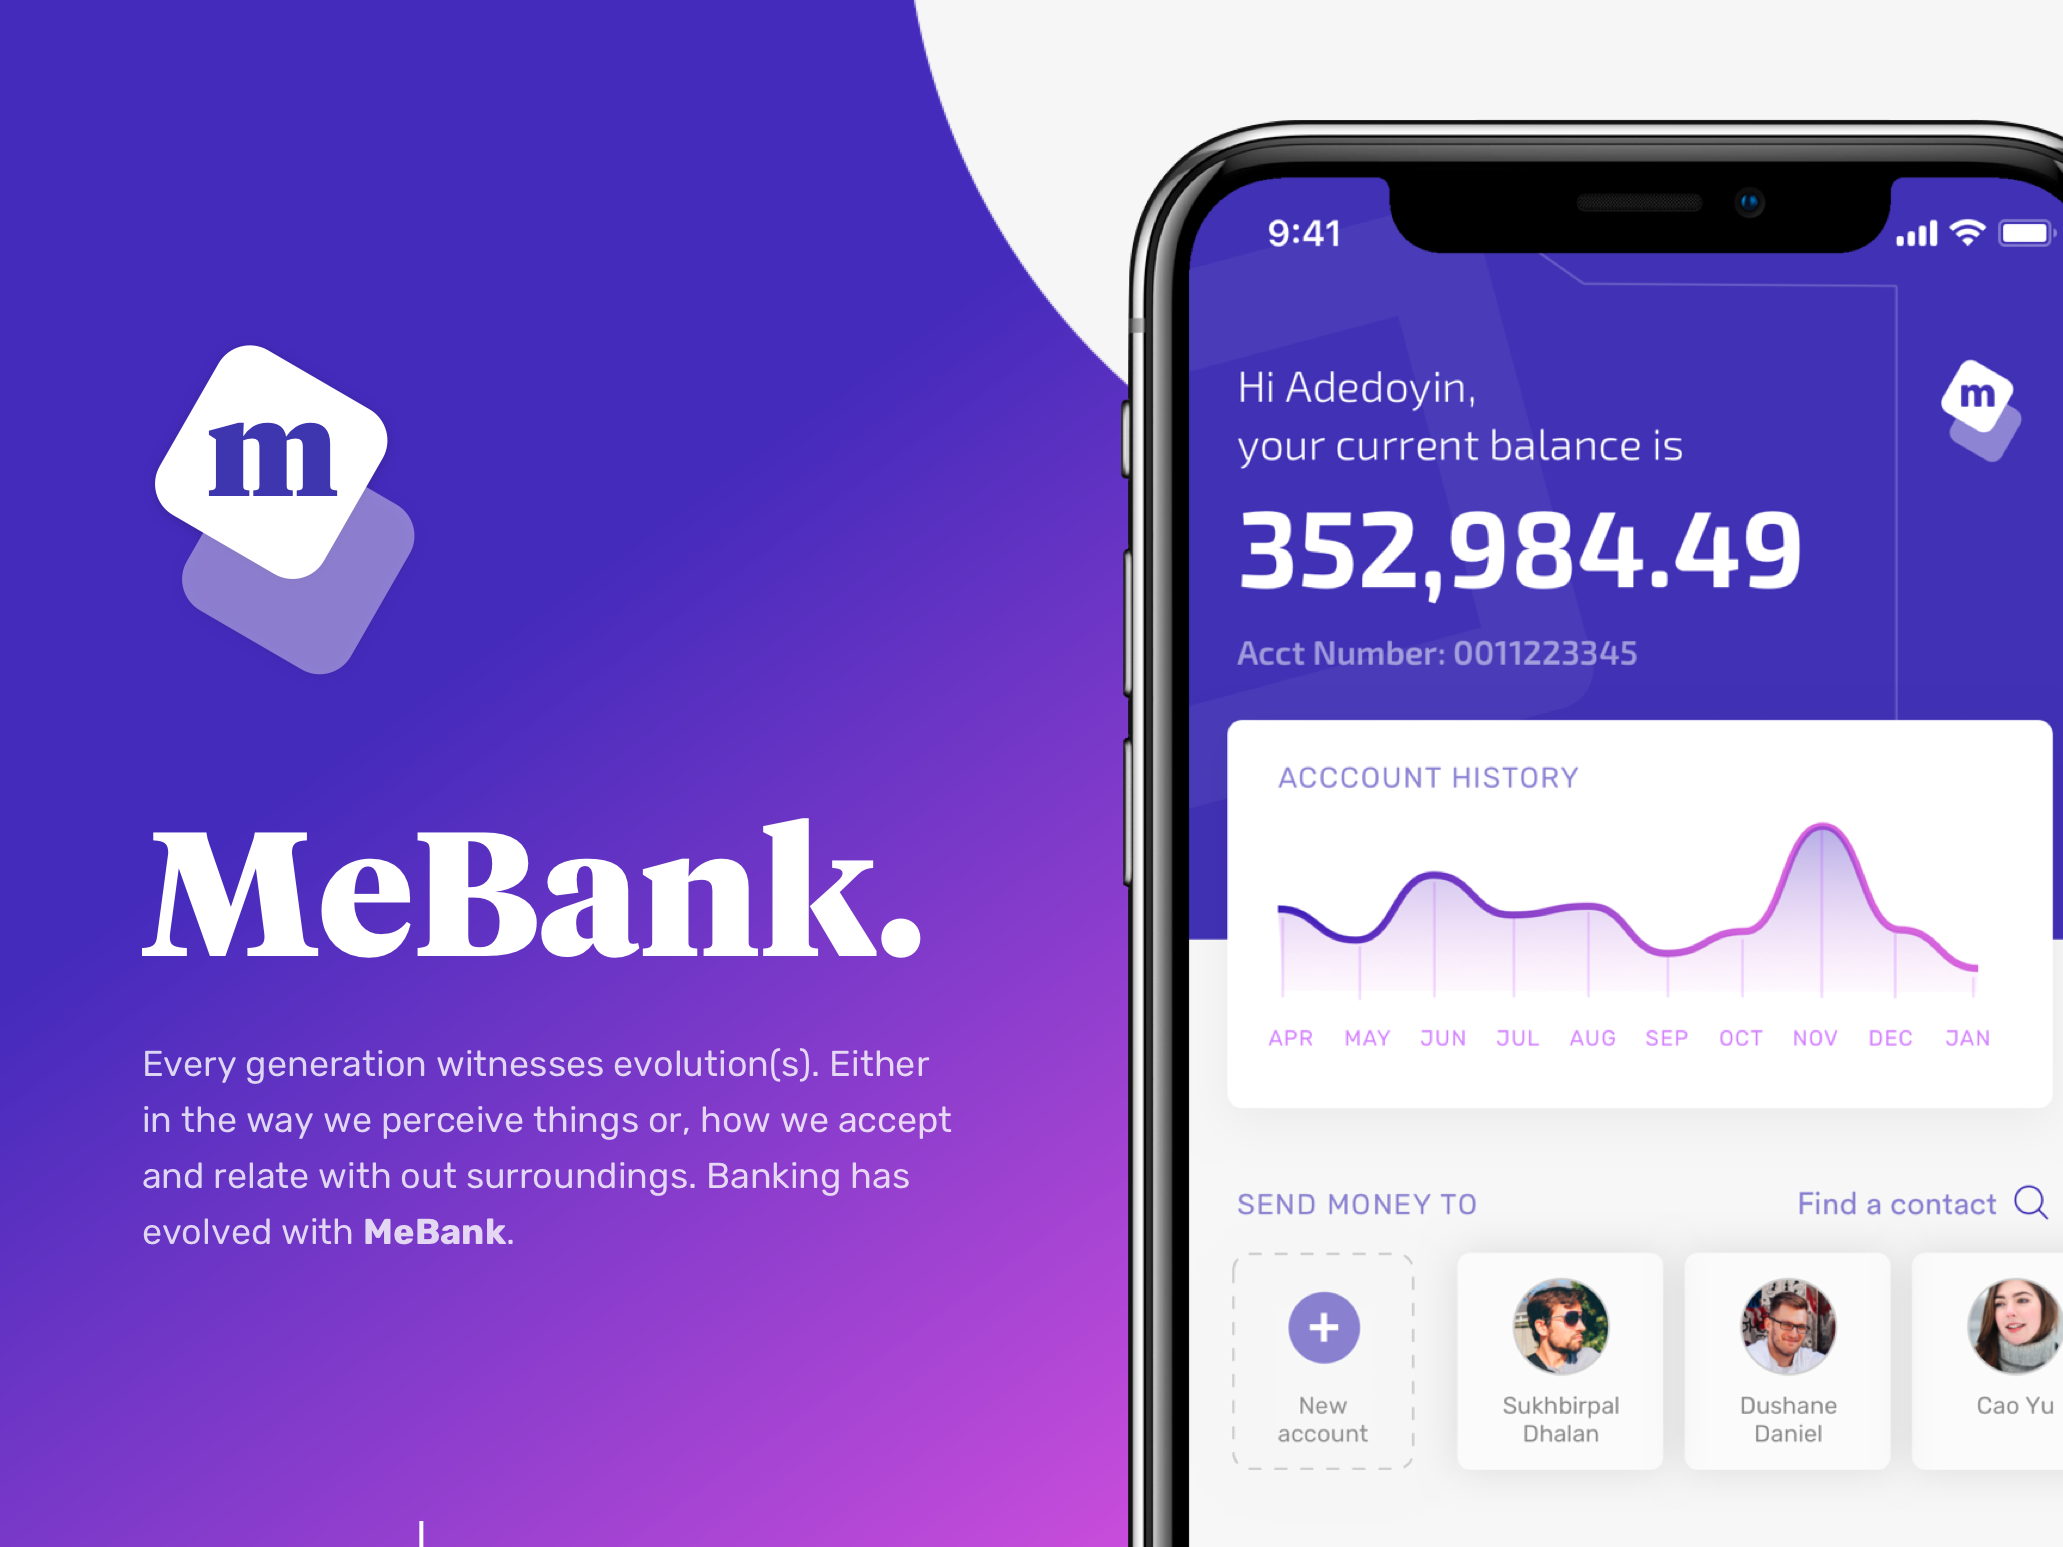 m
MeBank.
Every generation witnesses evolution(s). Either
in the way we perceive things or, how we accept
and relate with out surroundings. Banking has
evolved with MeBank.
9:41
Hi Adedoyin,
your current balance is
m
352,984.49
Acct Number: 0011223345
ACCCOUNT HISTORY
APR MAY JUN JUL AUG SEP OCT NOV DEC JAN
SEND MONEY TO
Find a contact
New
account
Sukhbirpal
Dhalan
Dushane
Daniel
Cao Yu